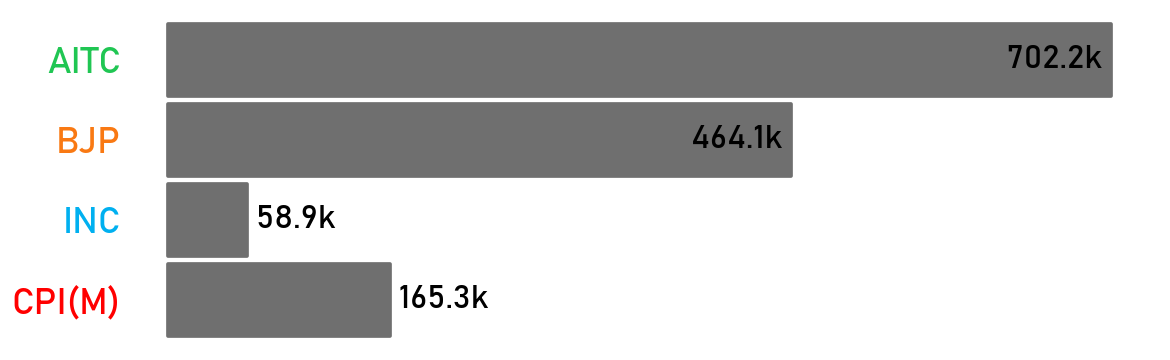 AITC 702.2k
BJP 464.1k
INC 58.9k
CPI(M) 165.3k